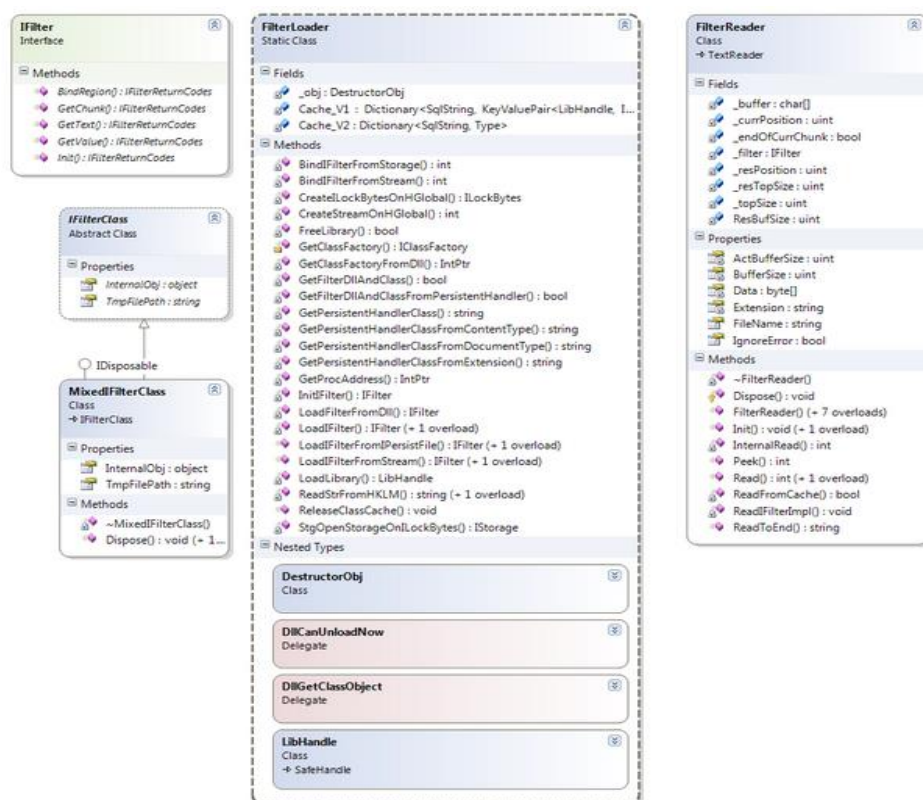 IFilter
Interface
Methods
BindRegion() : IFilterReturnCodes
GetChunk() : IFilterReturnCodes
GetText() : IFilterReturnCodes
GetValue() : IFilterReturnCodes
Init() : IFilterReturnCodes
IFilterClass
Abstract Class
Properties
InternalObj : object
TmpFilePath : string
IDisposable
MixedIFilterClass
Class
IFilterClass
Properties
InternalObj : object
TmpFilePath : string
Methods
~MixedIFilterClass()
Dispose() : void (+ 1...
FilterLoader
Static Class
Fields
_obj : DestructorObj
Cache_V1 : Dictionary<SqlString, KeyValuePair<LibHandle, I...
Cache_V2 : Dictionary<SqlString, Type>
Methods
BindIFilterFromStorage() : int
BindIFilterFromStream() : int
CreateILockBytesOnHGlobal() : ILockBytes
CreateStreamOnHGlobal() : int
FreeLibrary() : bool
GetClassFactory() : IClassFactory
GetClassFactoryFromDll() : IntPtr
GetFilterDllAndClass() : bool
GetFilterDllAndClassFromPersistentHandler() : bool
GetPersistentHandlerClass() : string
GetPersistentHandlerClassFromContentType() : string
GetPersistentHandlerClassFromDocumentType() : string
GetPersistentHandlerClassFromExtension() : string
GetProcAddress() : IntPtr
InitIFilter() : IFilter
LoadFilterFromDll() : IFilter
LoadIFilter() : IFilter (+ 1 overload)
LoadIFilterFromIPersistFile() : IFilter (+ 1 overload)
LoadIFilterFromStream() : IFilter (+ 1 overload)
LoadLibrary() : LibHandle
ReadStrFromHKLM() : string (+ 1 overload)
ReleaseClassCache() : void
StgOpenStorageOnILockBytes() : IStorage
Nested Types
DestructorObj
Class
DllCanUnloadNow
Delegate
DllGetClassObject
Delegate
LibHandle
Class
SafeHandle
FilterReader
Class
TextReader
Fields
_buffer : char[]
_currPosition : uint
_endOfCurrChunk : bool
_filter : IFilter
_resPosition : uint
_resTopSize : uint
_topSize : uint
ResBufSize : uint
Properties
ActBufferSize : uint
BufferSize : uint
Data : byte[]
Extension : string
FileName : string
IgnoreError : bool
Methods
~FilterReader()
Dispose() : void
FilterReader() (+ 7 overloads)
Init() : void (+ 1 overload)
InternalRead() : int
Peek() : int
Read() : int (+ 1 overload)
ReadFromCache() : bool
ReadIFilterImpl() : void
ReadToEnd() : string